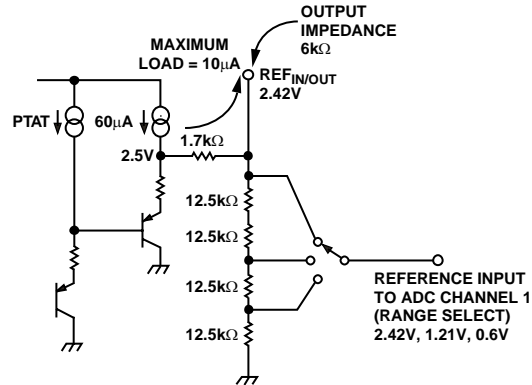 OUTPUT
IMPEDANCE
6kΩ
MAXIMUM
LOAD = 10μA
REFIN/OUT
2.42V
PTAT
60μA
1.7kΩ
2.5V
12.5kΩ
12.5kΩ
12.5kΩ
12.5kΩ
REFERENCE INPUT
TO ADC CHANNEL 1
(RANGE SELECT)
2.42V, 1.21V, 0.6V